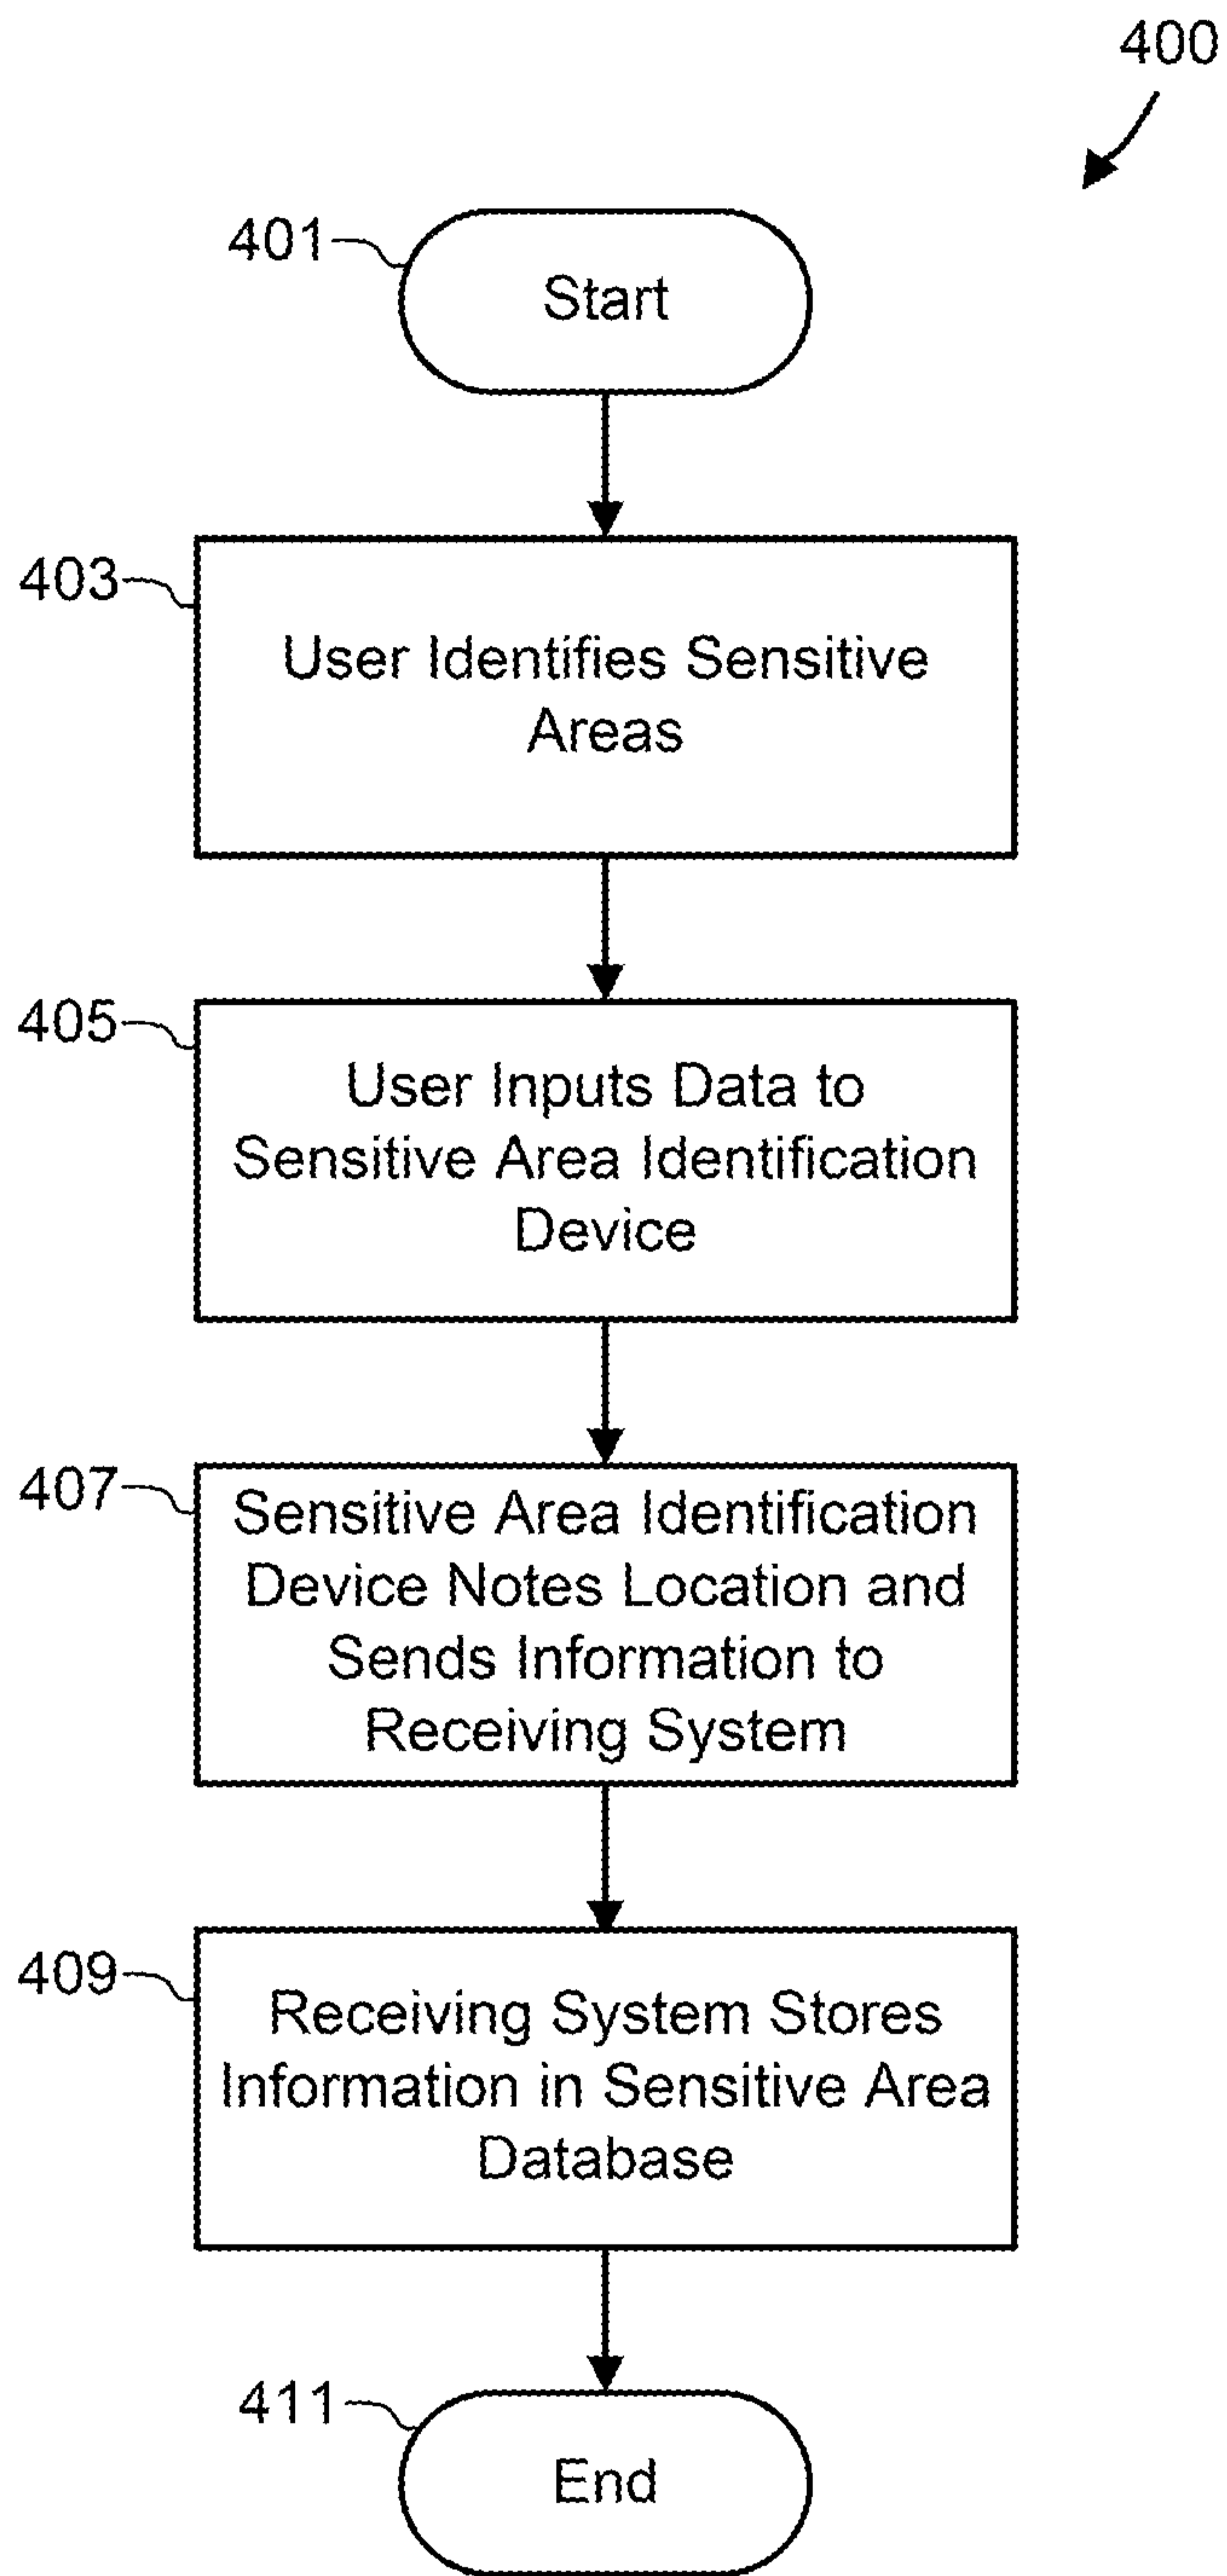 400
401
Start
403
User Identifies Sensitive
Areas
405
User Inputs Data to
Sensitive Area Identification
Device
407
Sensitive Area Identification
Device Notes Location and
Sends Information to
Receiving System
409
Receiving System Stores
Information in Sensitive Area
Database
411
End